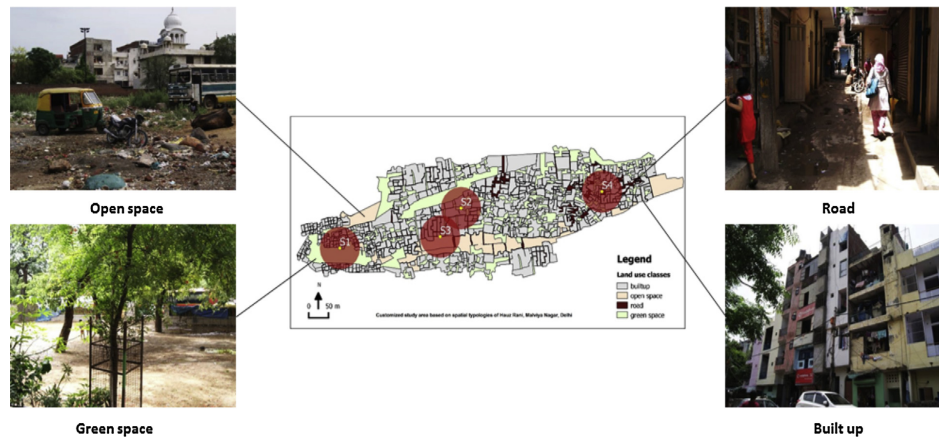 Open space
Road
Green space
Built up
S1
S2
S3
S4
N
0 50 m
Legend
Land use classes
builtup
open space
road
green space
Customized study area based on spatial typologies of Hauz Rani, Malviya Nagar, Delhi